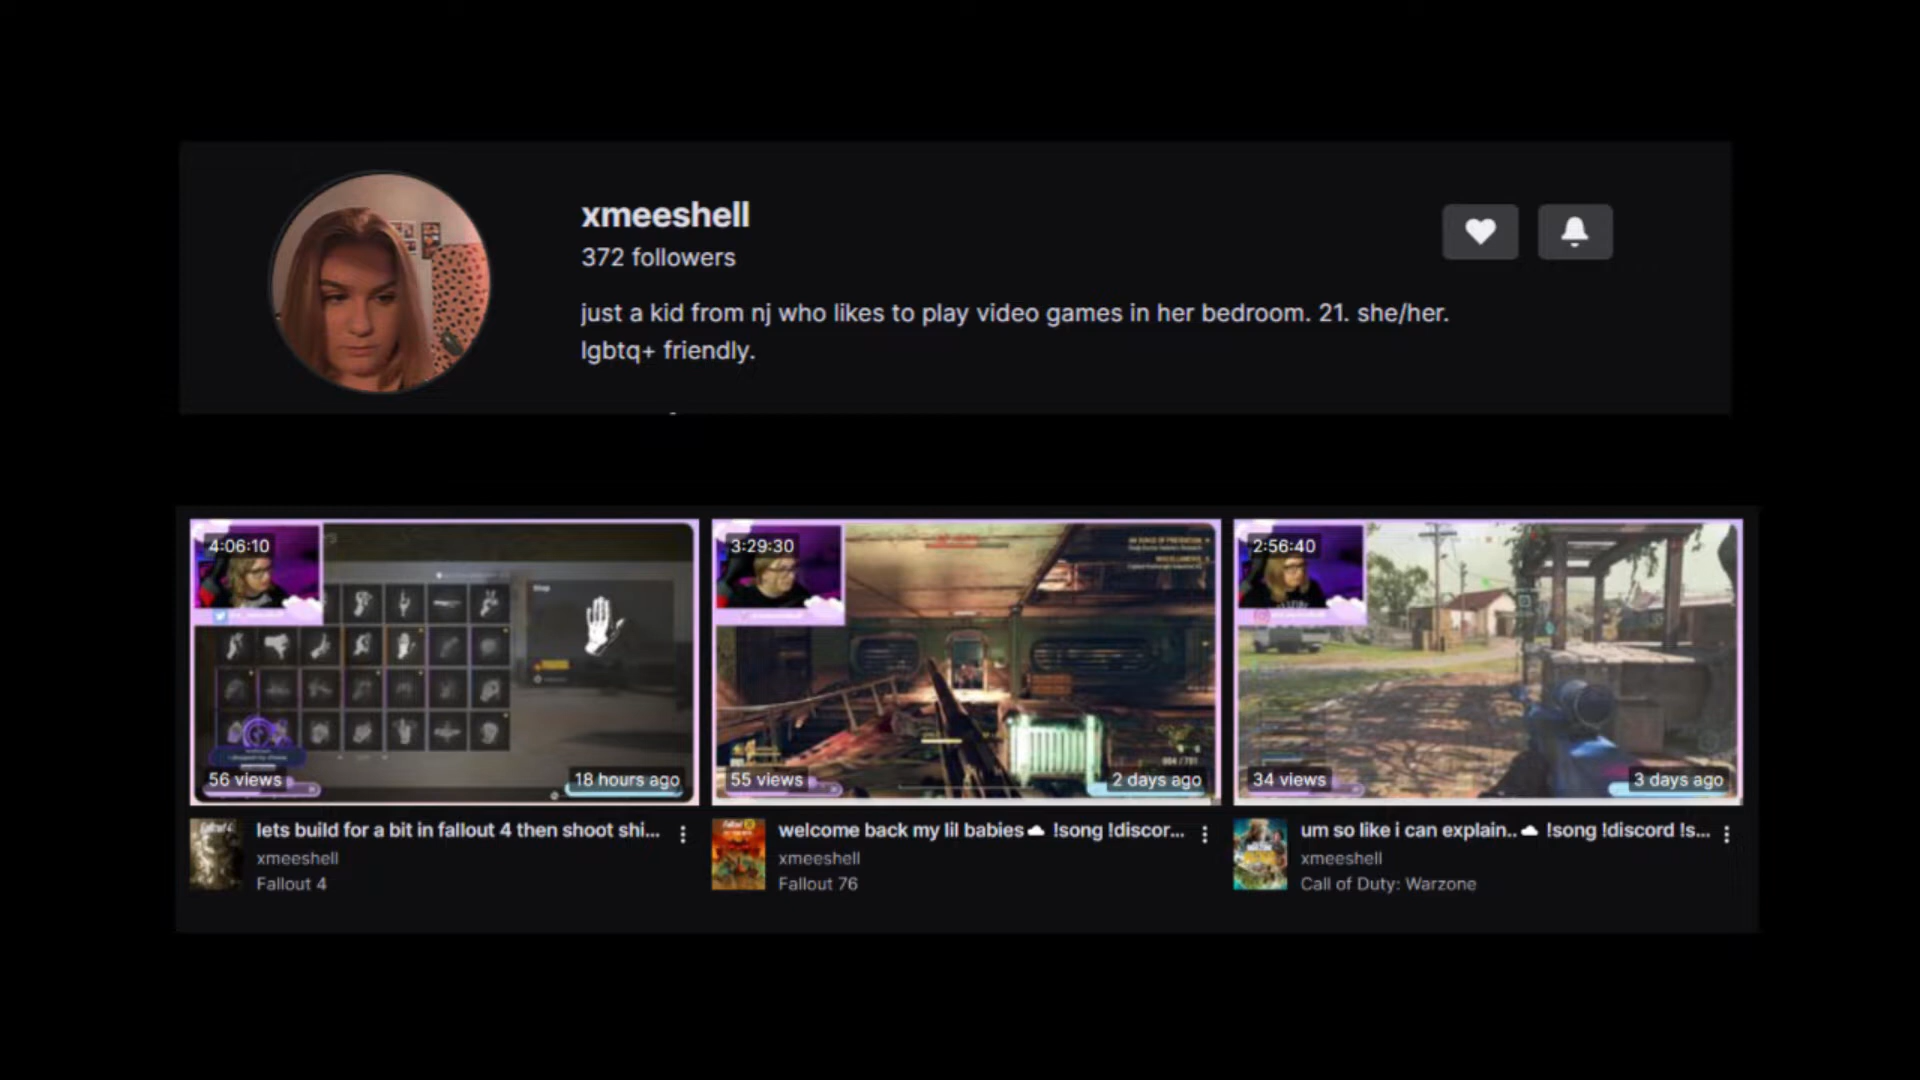 xmeeshell
372 followers
just a kid from nj who likes to play video games in her bedroom. 21. she/her.
lgbtq+ friendly.
4:06:10
56 views
18 hours ago
3:29:30
55 views
2 days ago
2:56:40
34 views
3 days ago
lets build for a bit in fallout 4 then shoot shi...
xmeeshell
Fallout 4
welcome back my lil babies☁ !song !discor...
xmeeshell
Fallout 76
um so like i can explain..☁ !song !discord !s...
xmeeshell
Call of Duty: Warzone